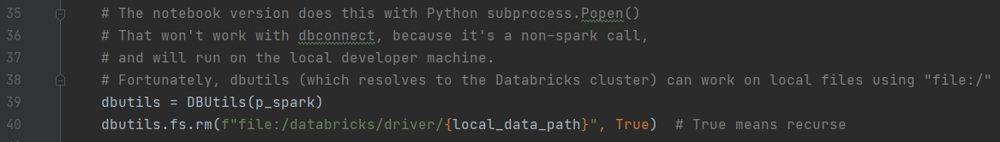 35 # The notebook version does this with Python subprocess.Popen()
36 # That won't work with dbconnect, because it's a non-spark call,
37 # and will run on the local developer machine.
38 # Fortunately, dbutils (which resolves to the Databricks cluster) can work on local files using "file:/"
39 dbutils = DBUtils(p_spark)
40 dbutils.fs.rm(f"file:/databricks/driver/{local_data_path}", True)  # True means recurse